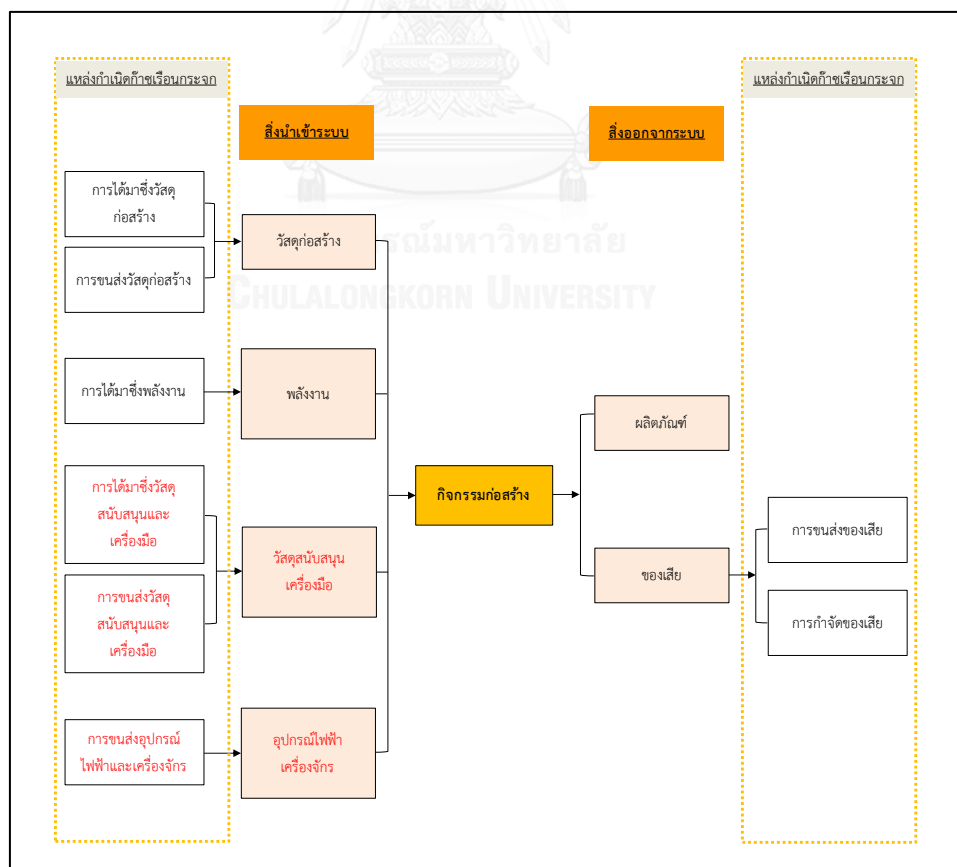 แหล่งกำเนิดก๊าซเรือนกระจก
แหล่งกำเนิดก๊าซเรือนกระจก
สิ่งนำเข้าระบบ
สิ่งออกจากระบบ
การได้มาซึ่งวัสดุ
ก่อสร้าง
การขนส่งวัสดุก่อสร้าง
วัสดุก่อสร้าง
รณ์มหาวิทยาลัย
CHULALONGKORN UNIVERSITY
การได้มาซึ่งพลังงาน
พลังงาน
ผลิตภัณฑ์
การได้มาซึ่งวัสดุ
สนับสนุนและ
เครื่องมือ
กิจกรรมก่อสร้าง
การขนส่งวัสดุ
สนับสนุนและ
เครื่องมือ
วัสดุสนับสนุน
เครื่องมือ
ของเสีย
การขนส่งของเสีย
การกำจัดของเสีย
การขนส่งอุปกรณ์
ไฟฟ้าและเครื่องจักร
อุปกรณ์ไฟฟ้า
เครื่องจักร